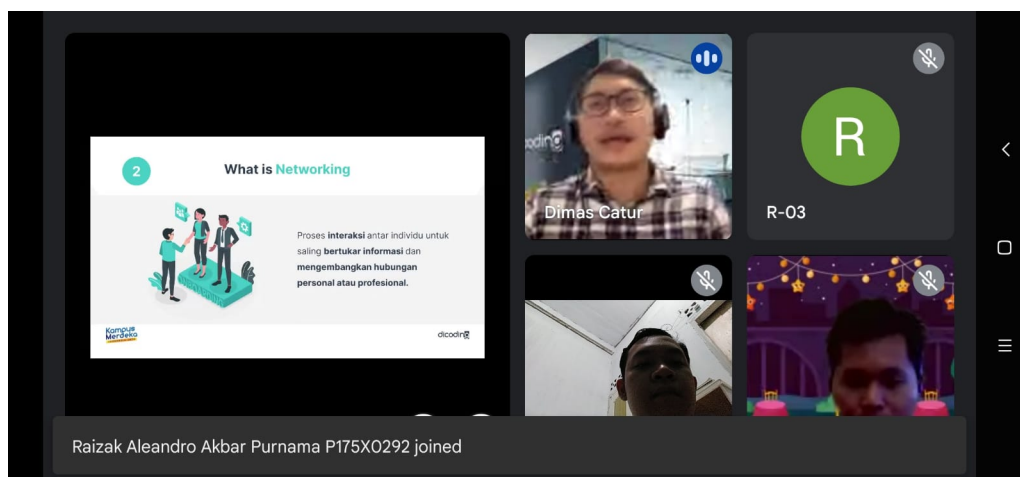 2
What is Networking
Proses interaksi antar individu untuk
saling bertukar informasi dan
mengembangkan hubungan
personal atau profesional.
Kampus
Merdeka
dicoding
dicoding
Dimas Catur
R
R-03
Raizak Aleandro Akbar Purnama P175X0292 joined